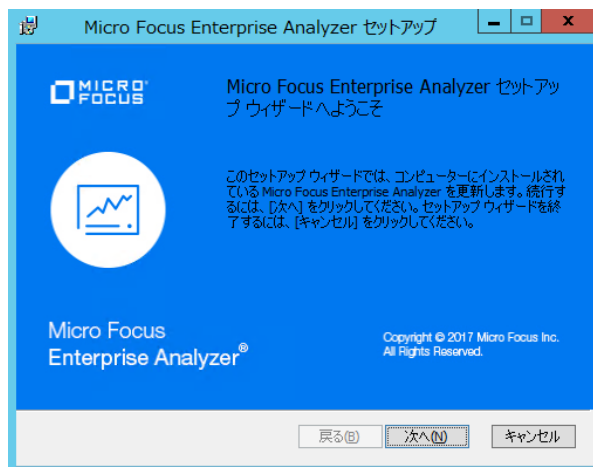 Micro Focus Enterprise Analyzer セットアップ
MICRO
FOCUS
Micro Focus Enterprise Analyzer セットアッ
プ ウィザードへようこそ
このセットアップ ウィザードでは、コンピューターにインストールされ
ている Micro Focus Enterprise Analyzer を更新します。続行す
るには、[次へ] をクリックしてください。セットアップ ウィザードを終
了するには、[キャンセル] をクリックしてください。
Micro Focus
Enterprise Analyzer®
Copyright © 2017 Micro Focus Inc.
All Rights Reserved.
戻る(B) 次へ(N) キャンセル